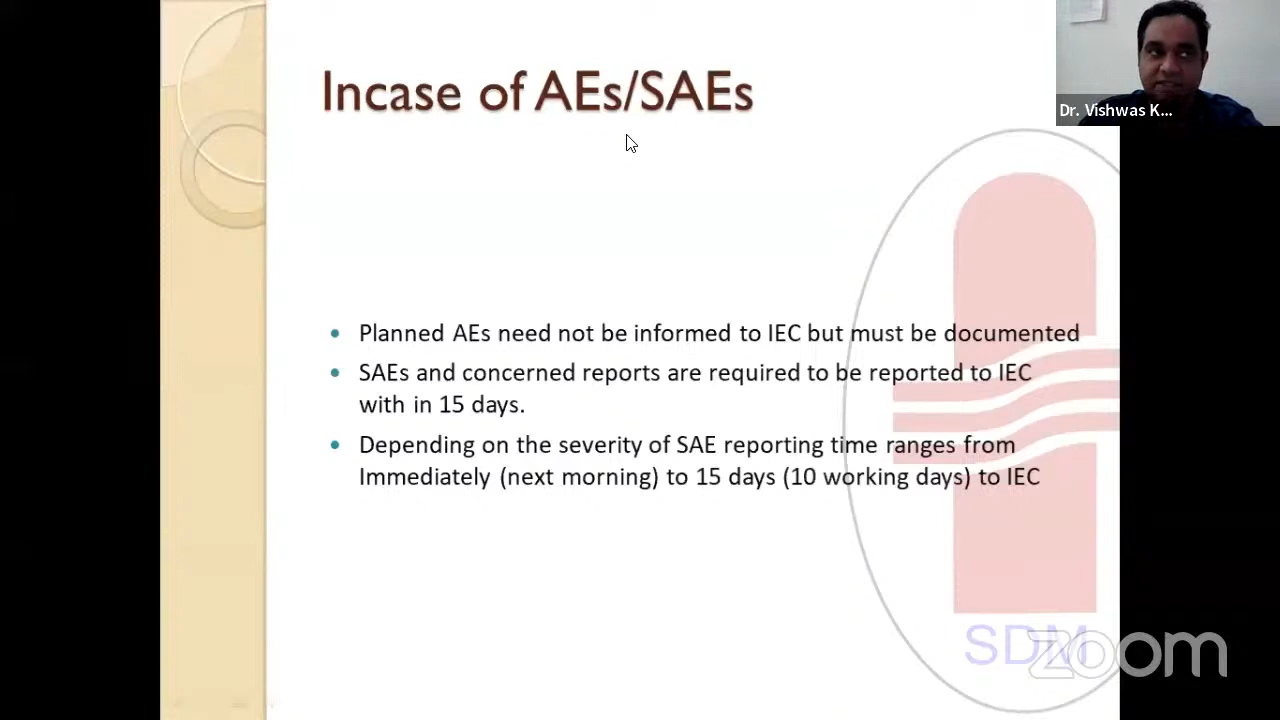 Incase of AEs/SAEs
Dr. Vishwas K...
• Planned AEs need not be informed to IEC but must be documented
• SAEs and concerned reports are required to be reported to IEC
with in 15 days.
• Depending on the severity of SAE reporting time ranges from
Immediately (next morning) to 15 days (10 working days) to IEC
SDM
zoom